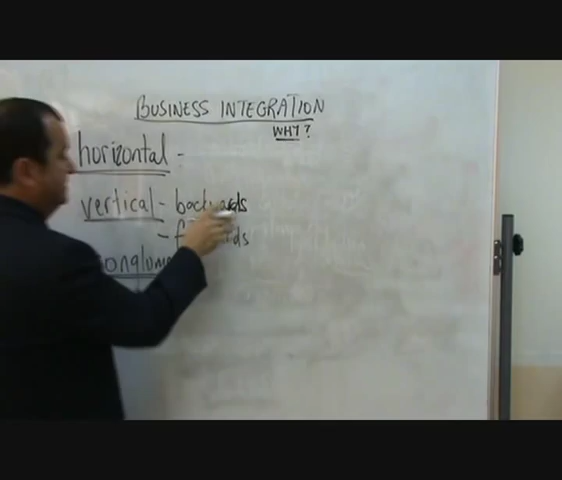 BUSINESS INTEGRATION
WHY?
horizontal -
vertical - backwards
-